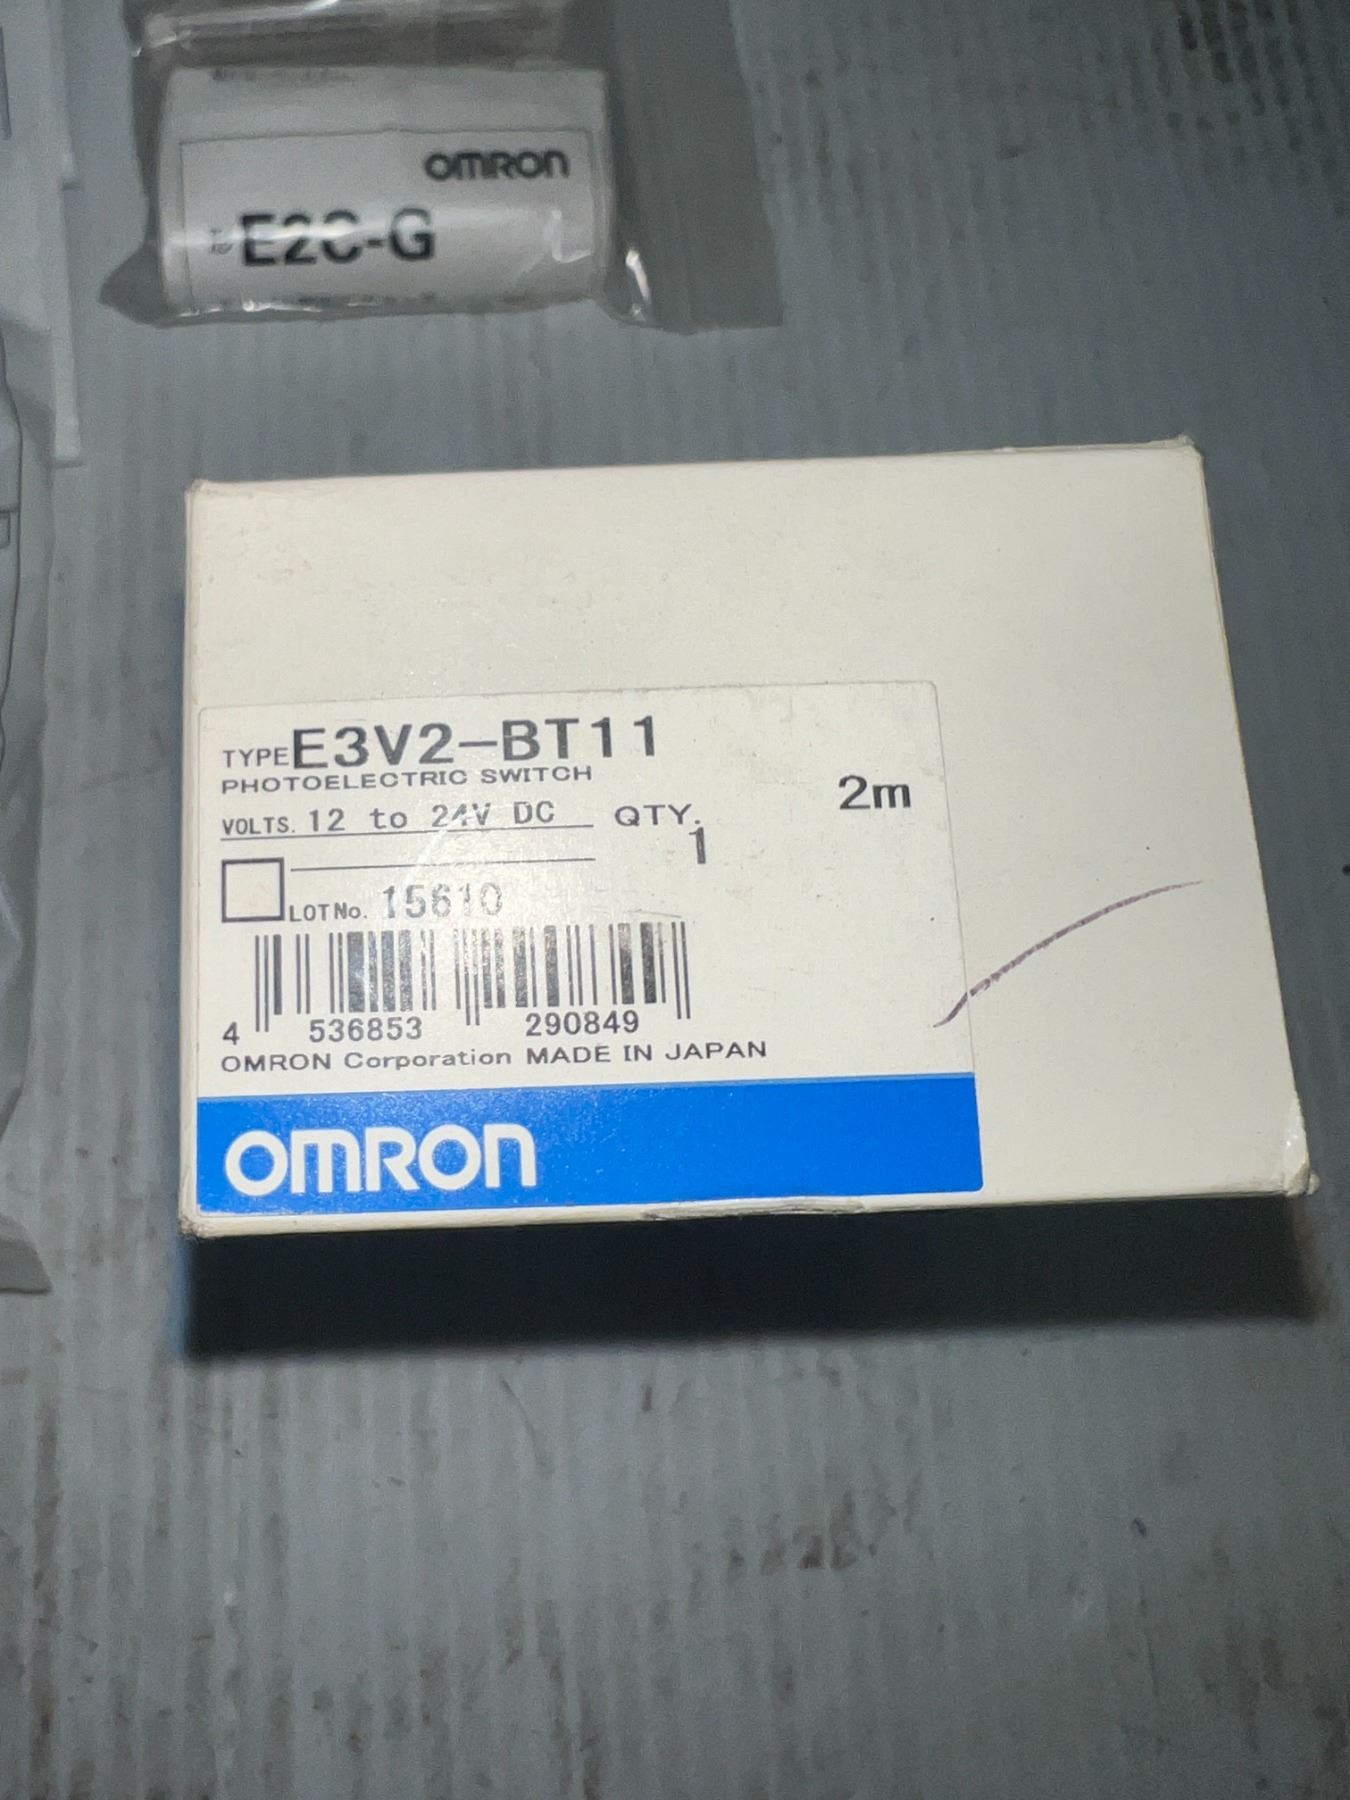 OMRON
E2C-G
TYPE E3V2-BT11
PHOTOELECTRIC SWITCH
VOLTS. 12 to 24V DC QTY. 1
2m
LOT No. 15610
4 536853 290849
OMRON Corporation MADE IN JAPAN
OMRON